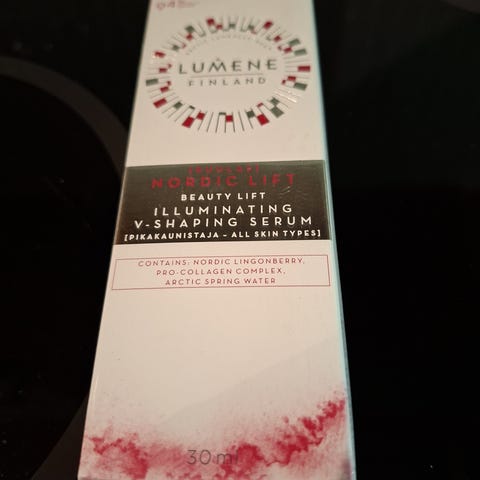 94%
LUMENE
FINLAND
NORDIC LIFT
BEAUTY LIFT
ILLUMINATING
V-SHAPING SERUM
[PIKAKAUNISTAJA – ALL SKIN TYPES]
CONTAINS: NORDIC LINGONBERRY,
PRO-COLLAGEN COMPLEX,
ARCTIC SPRING WATER
30 ml